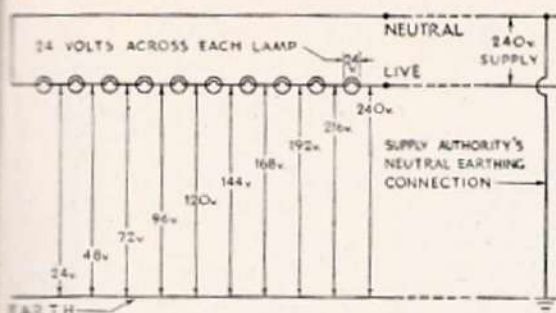 24 VOLTS ACROSS EACH LAMP
24
V
NEUTRAL
LIVE
240v.
SUPPLY
24v.
48v.
72v.
96v.
120v.
144v.
168v.
192v.
216v.
240v.
SUPPLY AUTHORITY'S
NEUTRAL EARTHING
CONNECTION
EARTH